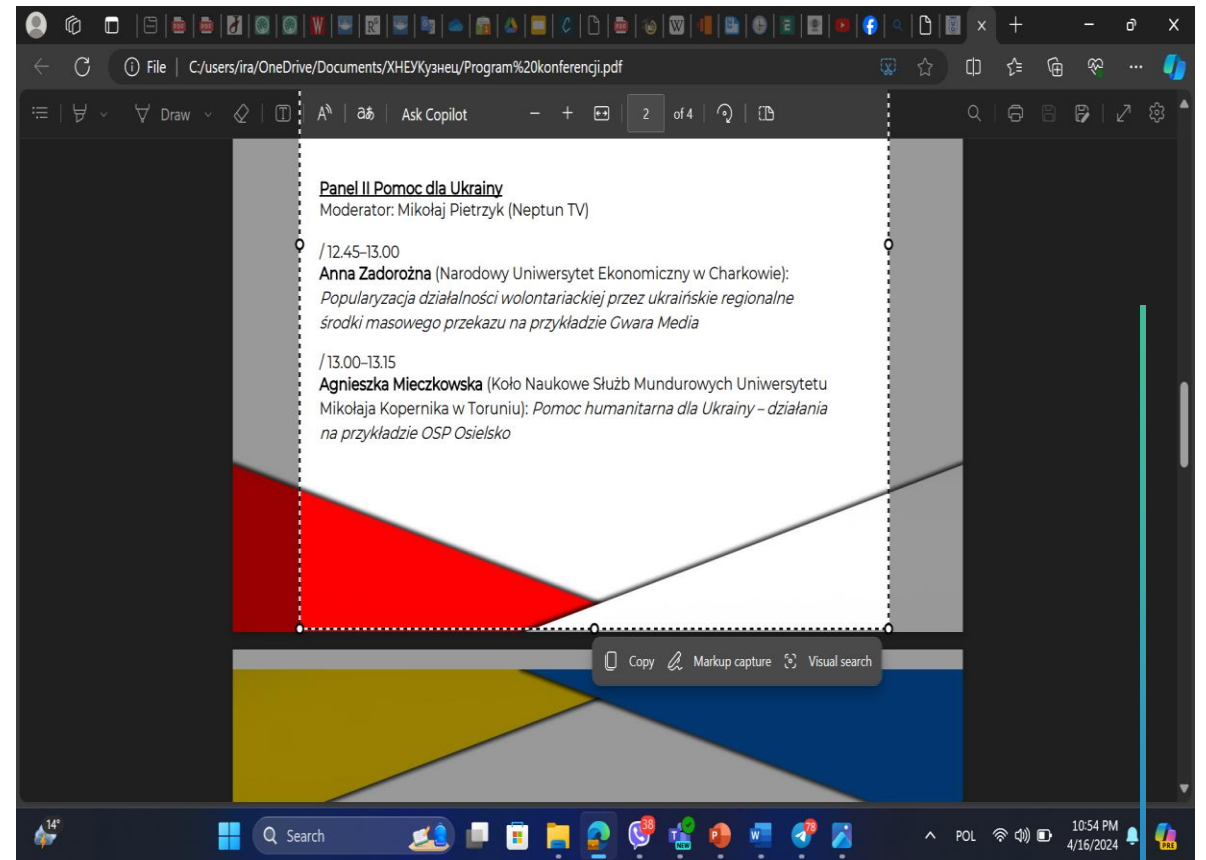 File | C:/users/ira/OneDrive/Documents/ХНЕУКузнец/Program%20konferencji.pdf
Draw
Ask Copilot
2 of 4
Panel II Pomoc dla Ukrainy
Moderator: Mikołaj Pietrzyk (Neptun TV)
/ 12.45–13.00
Anna Zadorożna (Narodowy Uniwersytet Ekonomiczny w Charkowie):
Popularyzacja działalności wolontariackiej przez ukraińskie regionalne
środki masowego przekazu na przykładzie Gwara Media
/ 13.00–13.15
Agnieszka Mieczkowska (Koło Naukowe Służb Mundurowych Uniwersytetu
Mikołaja Kopernika w Toruniu): Pomoc humanitarna dla Ukrainy – działania
na przykładzie OSP Osielsko
Copy Markup capture Visual search
14°
Search
38
NEW
78
POL
10:54 PM
4/16/2024
PRE